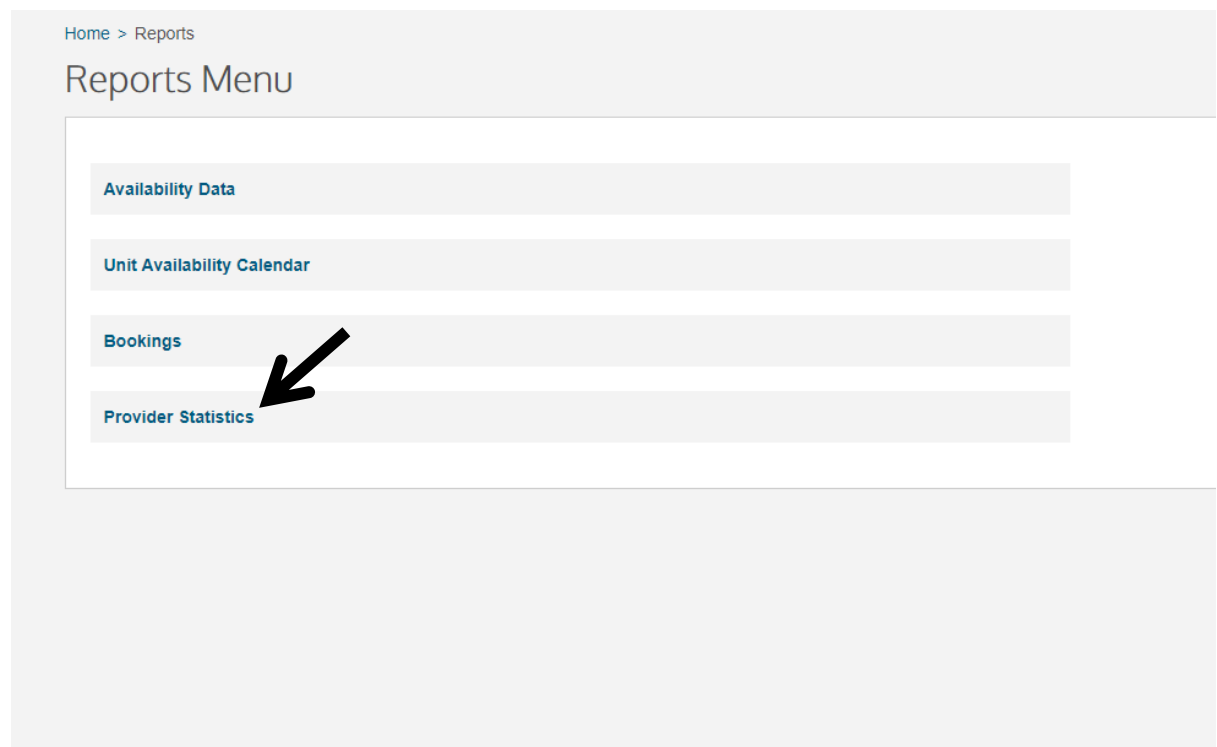 Home > Reports
Reports Menu
Availability Data
Unit Availability Calendar
Bookings
Provider Statistics